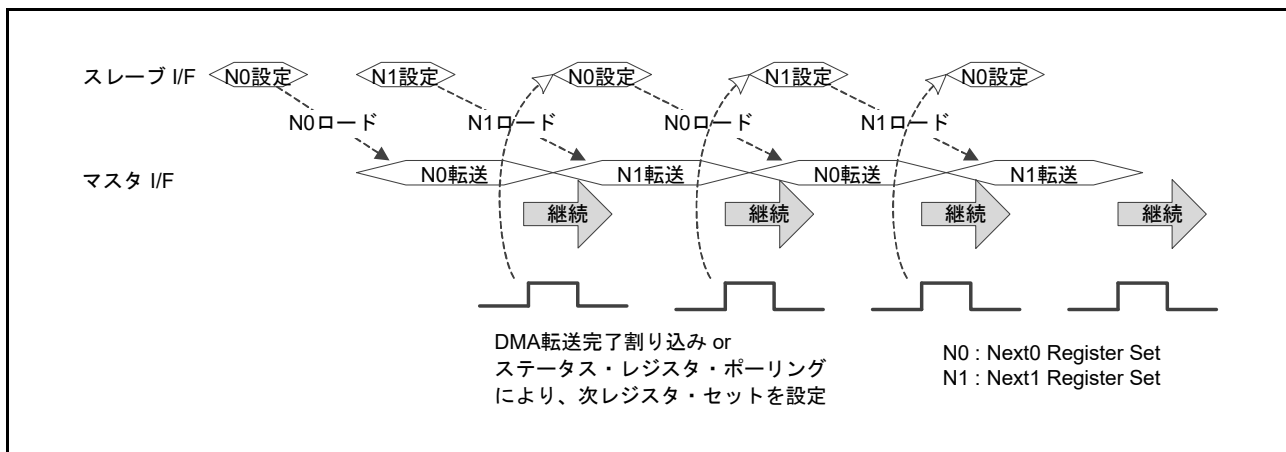 スレーブ I/F
N0設定
N1設定
N0設定
N1設定
N0設定
N0ロード
N1ロード
N0ロード
N1ロード
マスタ I/F
N0転送
N1転送
N0転送
N1転送
継続
継続
継続
継続
DMA転送完了割り込み or
ステータス・レジスタ・ポーリング
により、次レジスタ・セットを設定
N0 : Next0 Register Set
N1 : Next1 Register Set